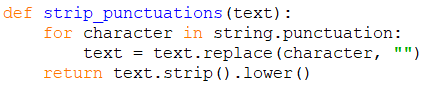 def strip_punctuations(text):
    for character in string.punctuation:
        text = text.replace(character, "")
    return text.strip().lower()